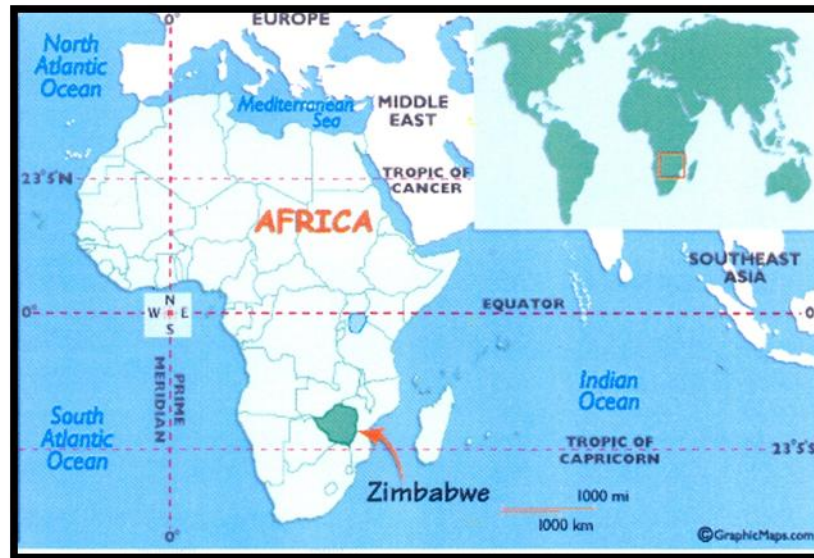 0°
EUROPE
North
Atlantic
Ocean
Mediterranean
Sea
MIDDLE
EAST
23°5'N
TROPIC OF
CANCER
AFRICA
SOUTHEAST
ASIA
0°
N
W E
S
EQUATOR
0
PRIME
MERIDIAN
Indian
Ocean
South
Atlantic
Ocean
TROPIC OF
CAPRICORN
23°5'S
Zimbabwe
1000 mi
1000 km
0°
©GraphicMaps.com